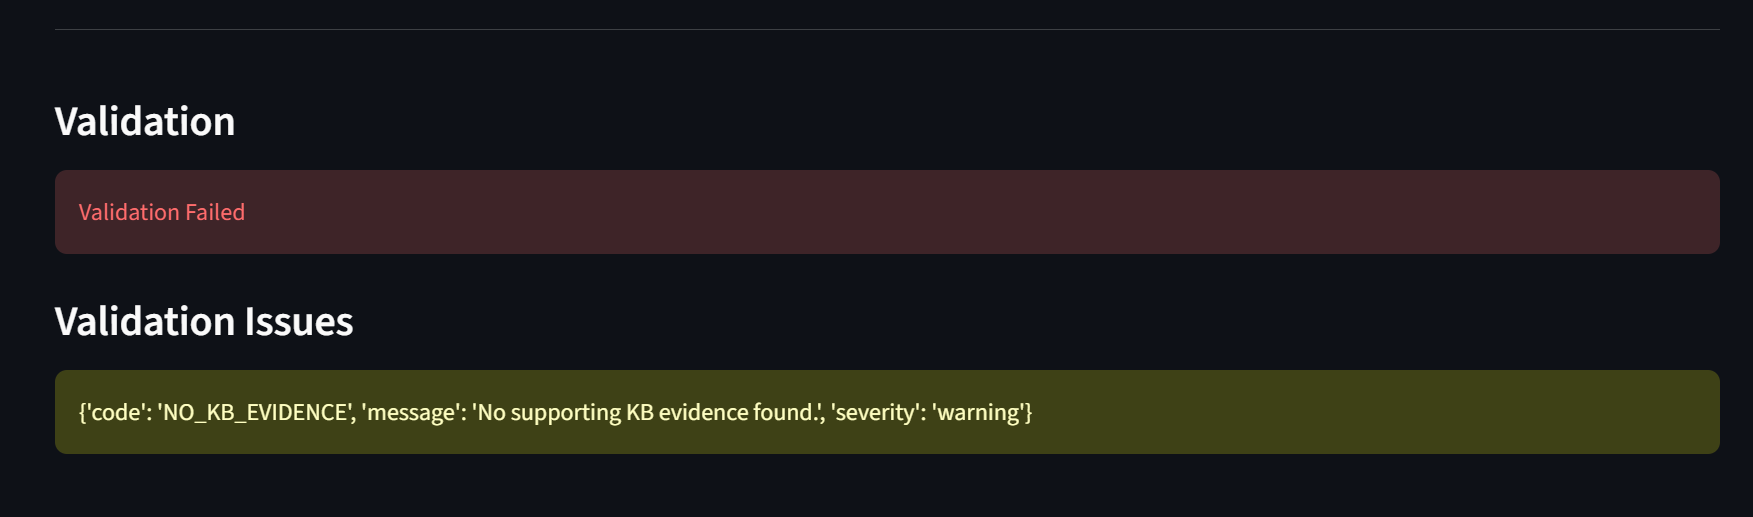 Validation
Validation Failed
Validation Issues
{'code': 'NO_KB_EVIDENCE', 'message': 'No supporting KB evidence found.', 'severity': 'warning'}